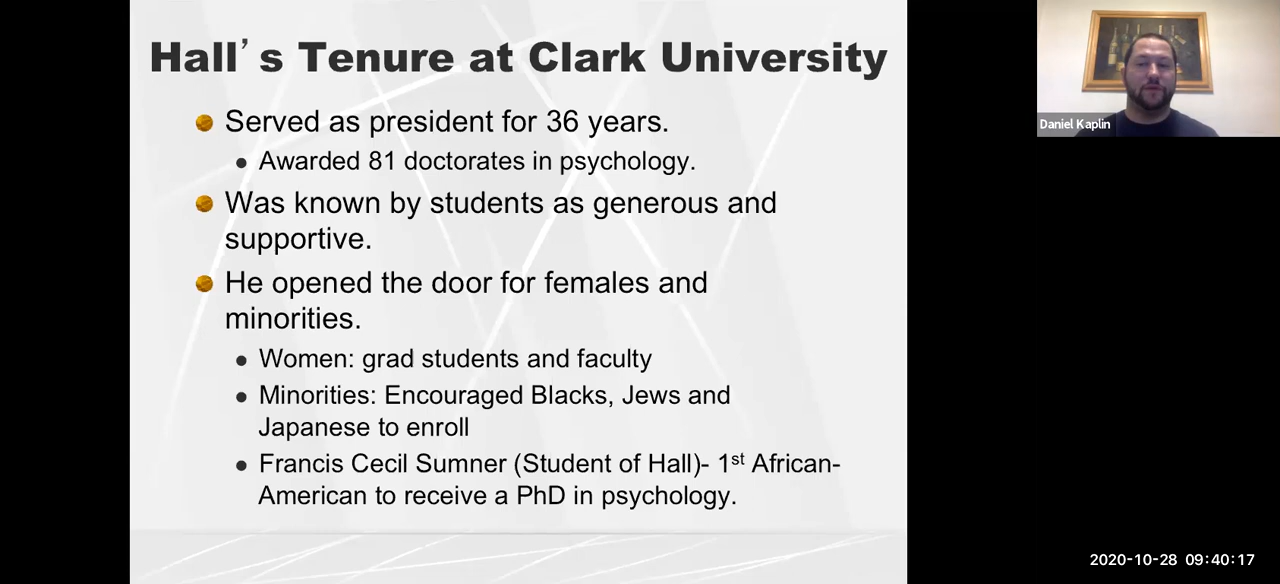 Hall's Tenure at Clark University
Served as president for 36 years.
Awarded 81 doctorates in psychology.
Was known by students as generous and
supportive.
He opened the door for females and
minorities.
Women: grad students and faculty
Minorities: Encouraged Blacks, Jews and
Japanese to enroll
Francis Cecil Sumner (Student of Hall)- 1st African-
American to receive a PhD in psychology.
Daniel Kaplin
2020-10-28 09:40:17